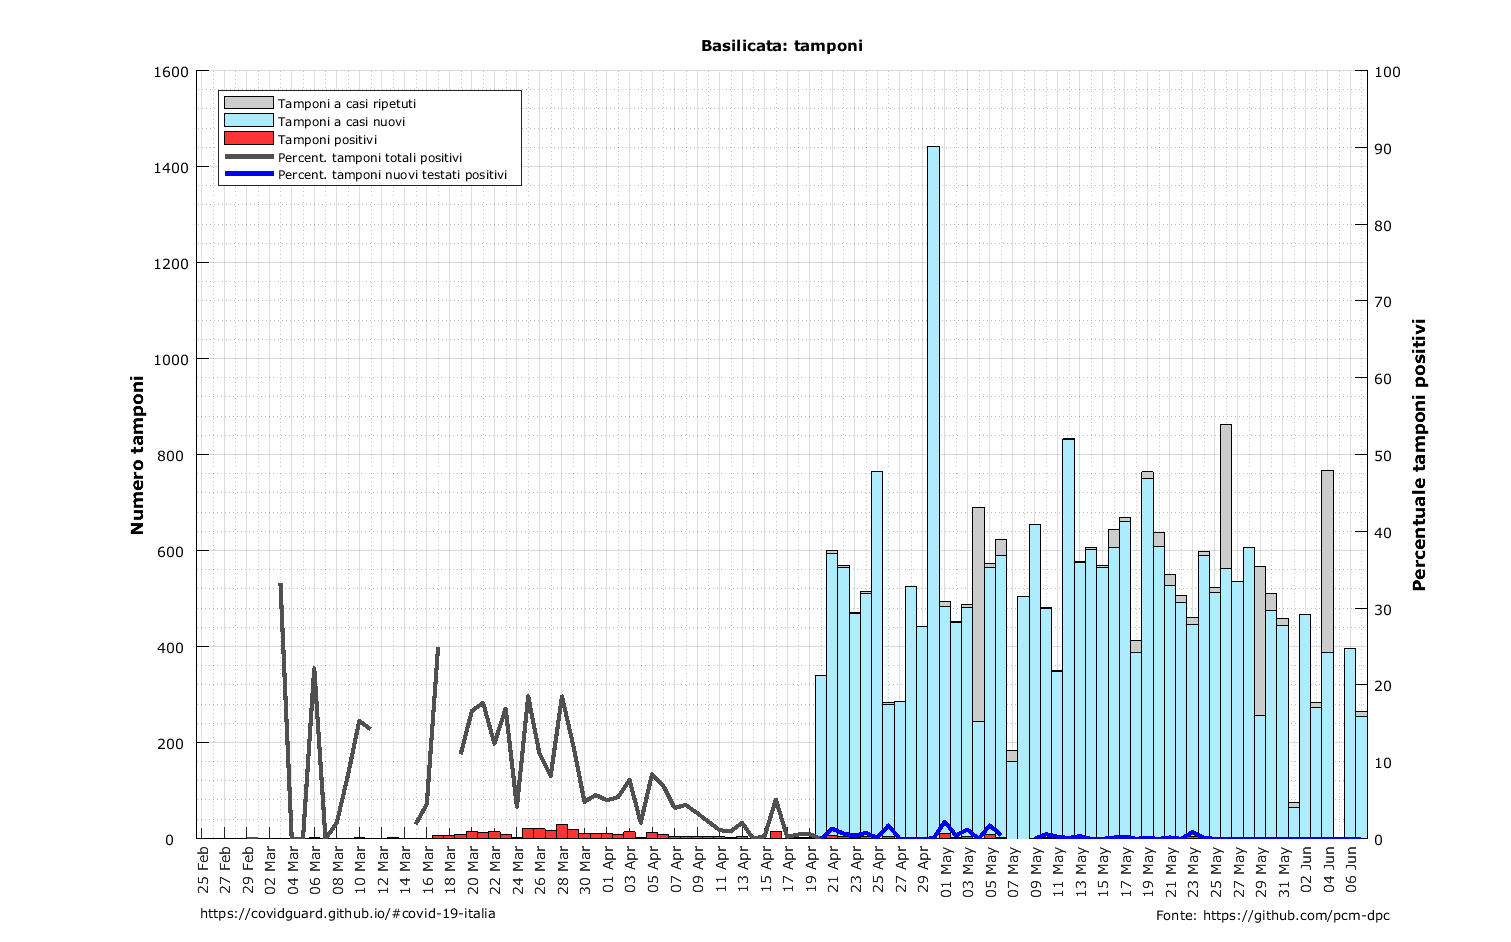 Basilicata: tamponi
Tamponi a casi ripetuti
Tamponi a casi nuovi
Tamponi positivi
Percent. tamponi totali positivi
Percent. tamponi nuovi testati positivi
Numero tamponi
1600
1400
1200
1000
800
600
400
200
0
Percentuale tamponi positivi
100
90
80
70
60
50
40
30
20
10
0
25 Feb
27 Feb
29 Feb
02 Mar
04 Mar
06 Mar
08 Mar
10 Mar
12 Mar
14 Mar
16 Mar
18 Mar
20 Mar
22 Mar
24 Mar
26 Mar
28 Mar
30 Mar
01 Apr
03 Apr
05 Apr
07 Apr
09 Apr
11 Apr
13 Apr
15 Apr
17 Apr
19 Apr
21 Apr
23 Apr
25 Apr
27 Apr
29 Apr
01 May
03 May
05 May
07 May
09 May
11 May
13 May
15 May
17 May
19 May
21 May
23 May
25 May
27 May
29 May
31 May
02 Jun
04 Jun
06 Jun
https://covidguard.github.io/#covid-19-italia
Fonte: https://github.com/pcm-dpc